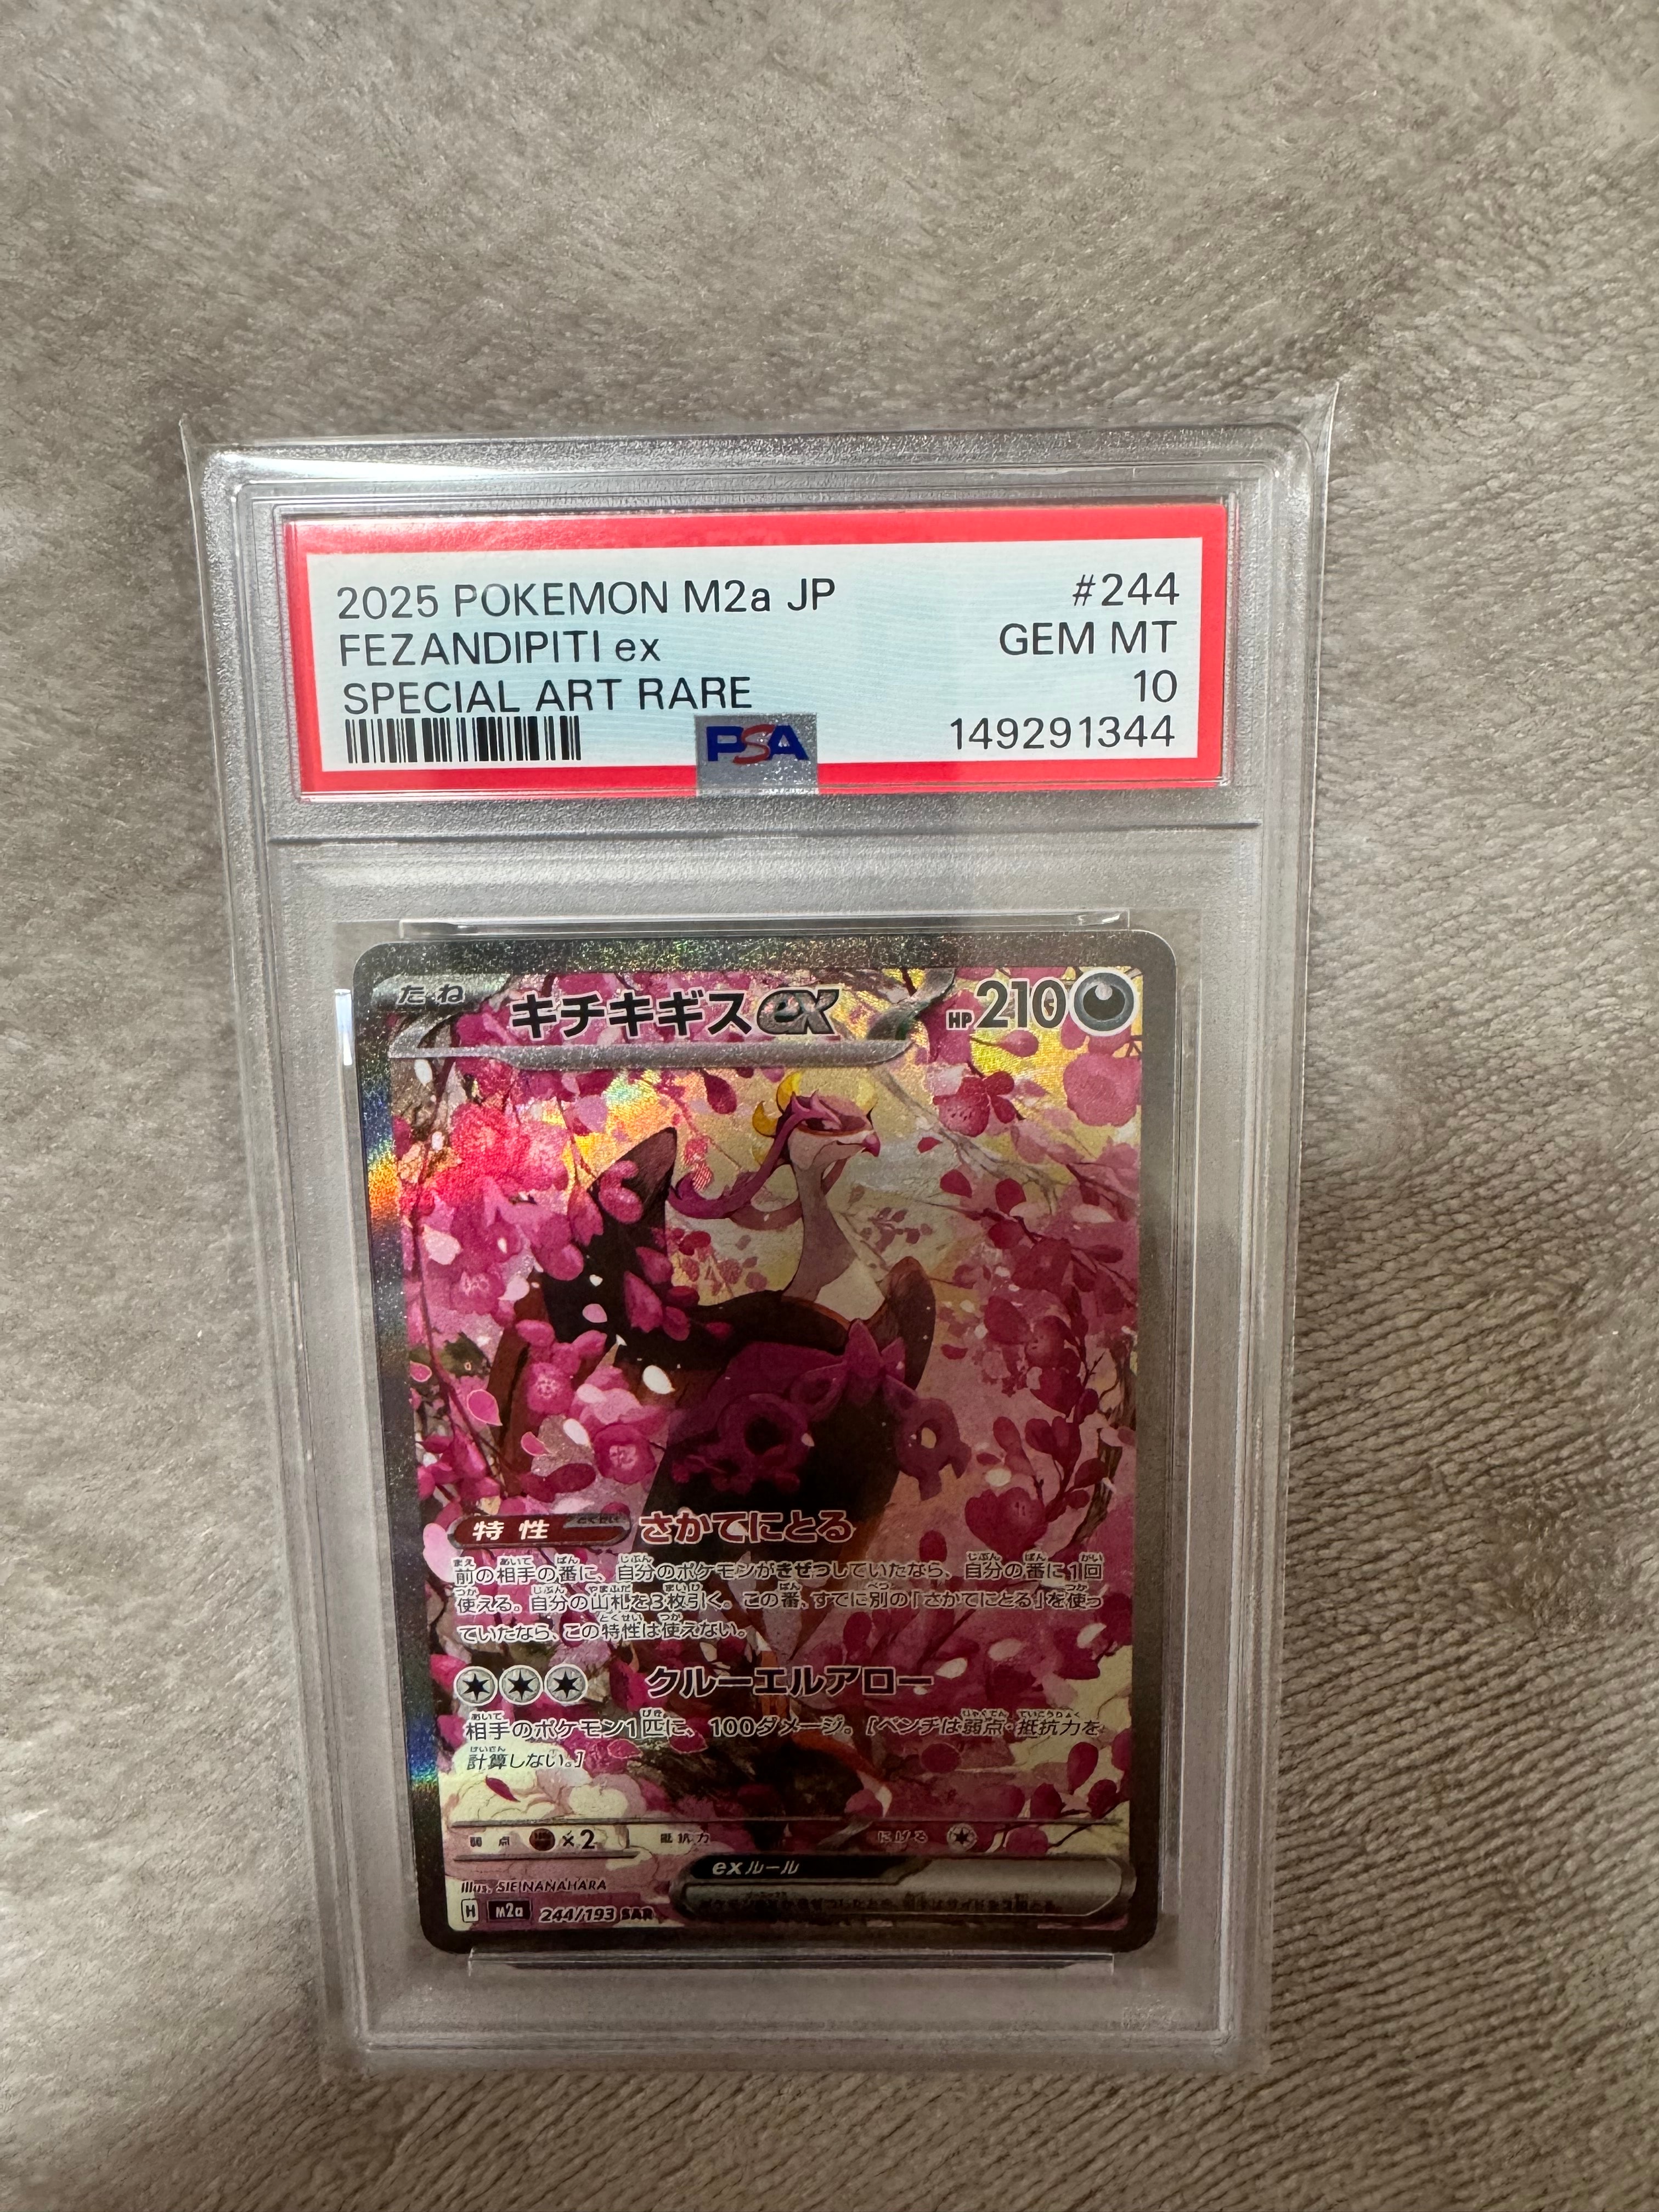 2025 POKEMON M2a JP #244
FEZANDIPITI ex GEM MT
SPECIAL ART RARE 10
PSA 149291344
たね キチキギスex HP210
特性 とくせい さかてにとる
前の相手の番に、自分のポケモンがきぜつしていたなら、自分の番に1回
使える。自分の山札を3枚引く。この番、すでに別の「さかてにとる」を使っ
ていたなら、この特性は使えない。
クルーエルアロー
相手のポケモン1匹に、100ダメージ。[ベンチは弱点・抵抗力を
計算しない。]
弱点 ×2 抵抗力 にげる
exルール
illus. SIE NANAHARA
H m2a 244/193 SAR